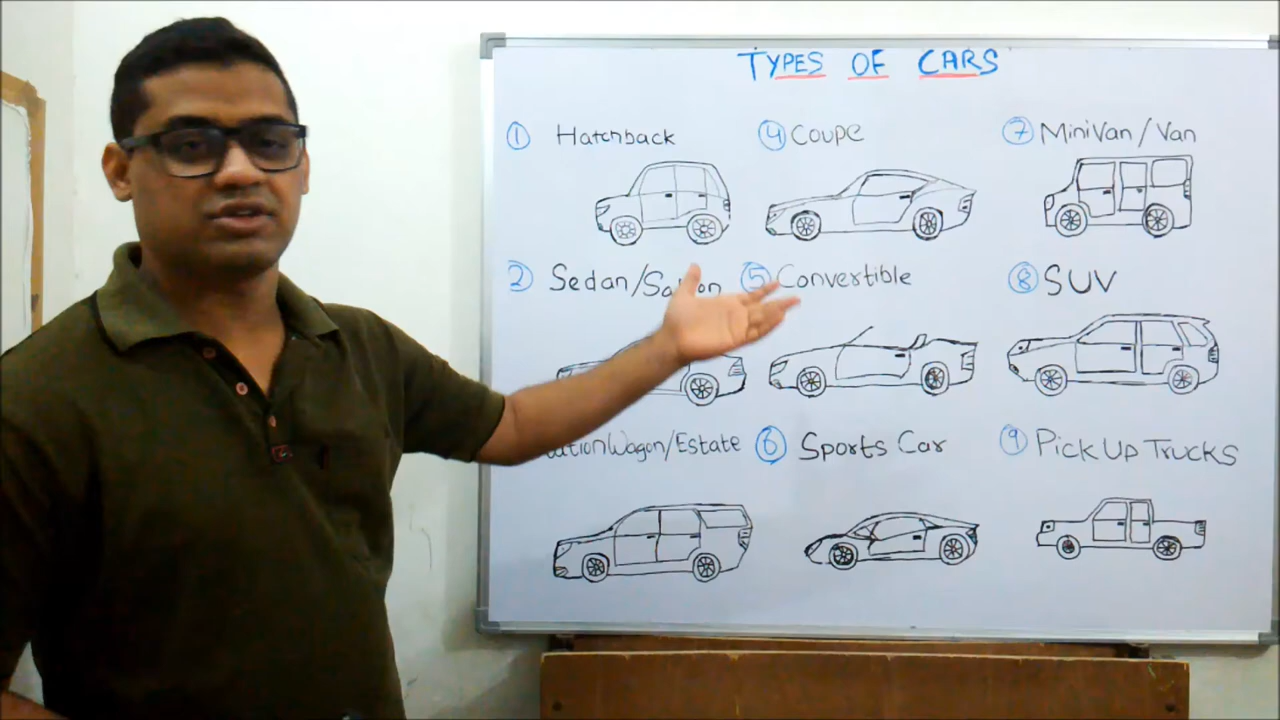 TYPES OF CARS
① Hatchback
② Sedan/
Wagon/Estate
④ Coupe
⑤ Convertible
⑥ Sports Car
⑦ MiniVan/Van
⑧ SUV
⑨ Pick Up Trucks